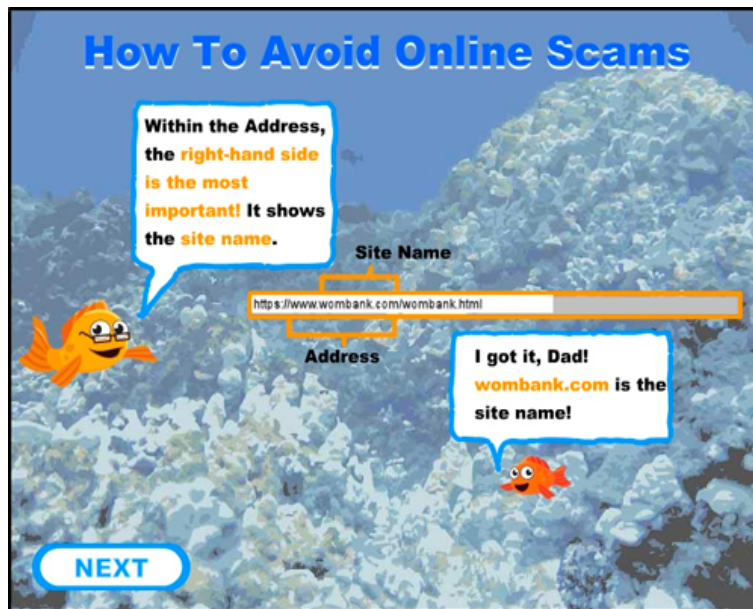 How To Avoid Online Scams
Within the Address,
the right-hand side
is the most
important! It shows
the site name.
Site Name
https://www.wombank.com/wombank.html
Address
I got it, Dad!
wombank.com is the
site name!
NEXT